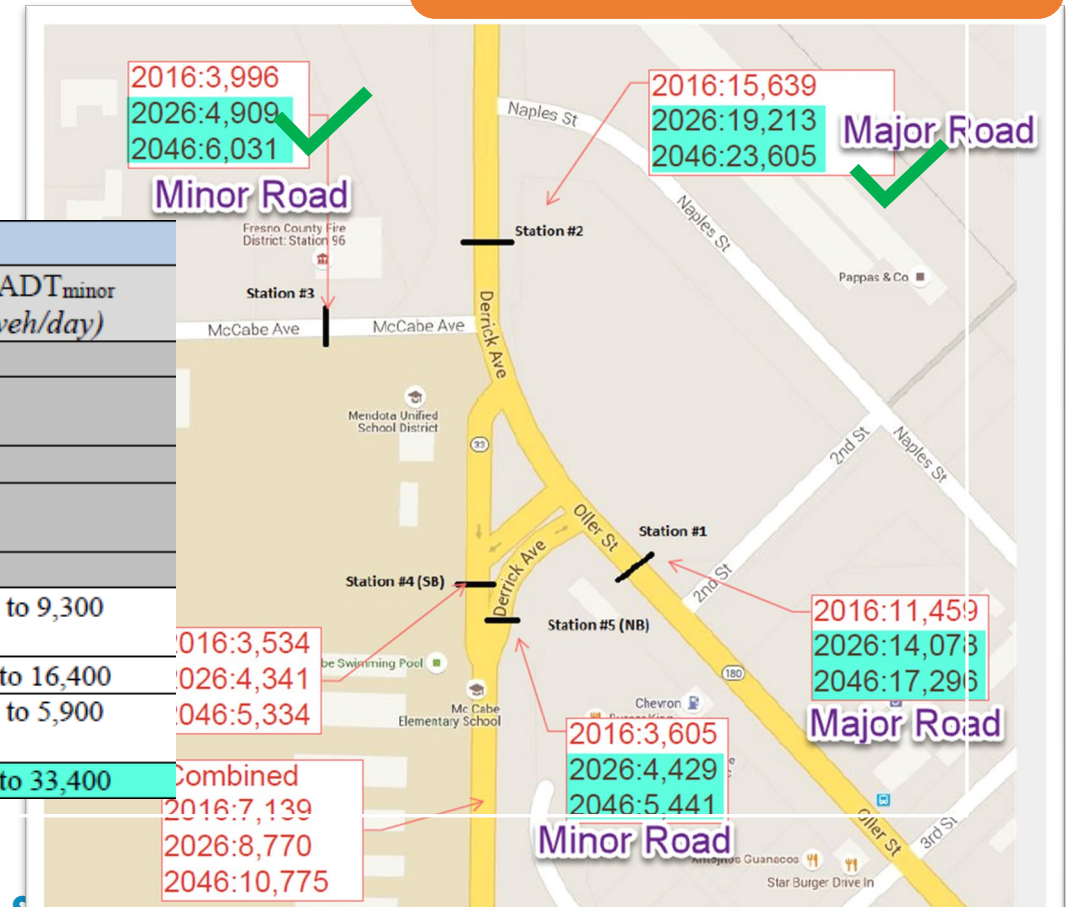 2016:3,996
2026:4,909
2046:6,031
Minor Road
2016:15,639
2026:19,213
2046:23,605
Major Road
Naples St
Naples St
Naples St
Fresno County Fire
District: Station 96
Station #2
Pappas & Co
Station #3
McCabe Ave
McCabe Ave
Derrick Ave
Mendota Unified
School District
33
2nd St
2nd St
Oller St
Station #1
Derrick Ave
Station #4 (SB)
Station #5 (NB)
2016:11,459
2026:14,078
2046:17,296
Major Road
180
2016:3,534
2026:4,341
2046:5,334
be Swimming Pool
Mc Cabe
Elementary School
Chevron
2016:3,605
2026:4,429
2046:5,441
Minor Road
Combined
2016:7,139
2026:8,770
2046:10,775
Oller St
3rd St
Antojitos Guanacos
Star Burger Drive In
ADTminor
veh/day)
to 9,300
to 16,400
to 5,900
to 33,400